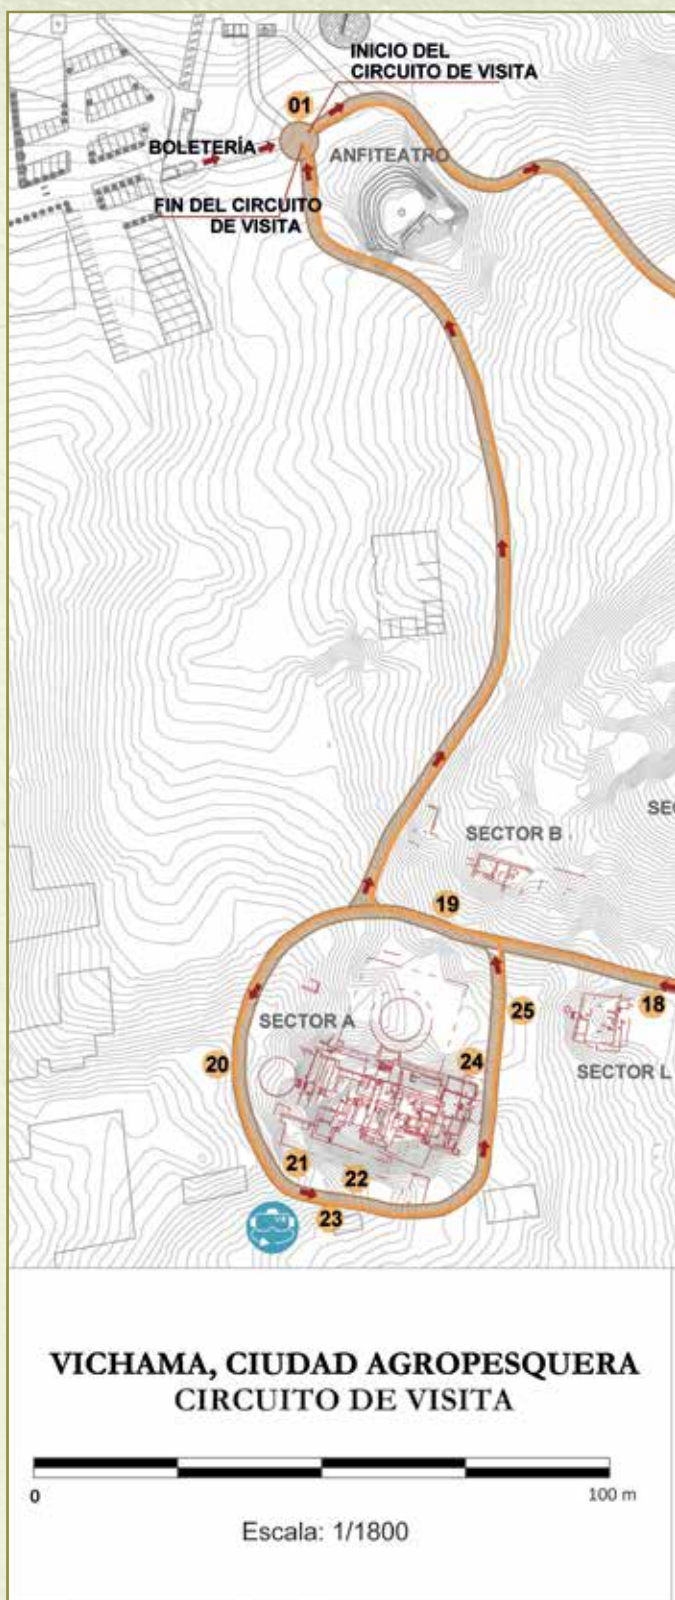 INICIO DEL
CIRCUITO DE VISITA
01
BOLETERÍA
ANFITEATRO
FIN DEL CIRCUITO
DE VISITA
SEC
SECTOR B
19
18
25
SECTOR A
20
24
SECTOR L
21
22
23
VICHAMA, CIUDAD AGROPESQUERA
CIRCUITO DE VISITA
0
100 m
Escala: 1/1800